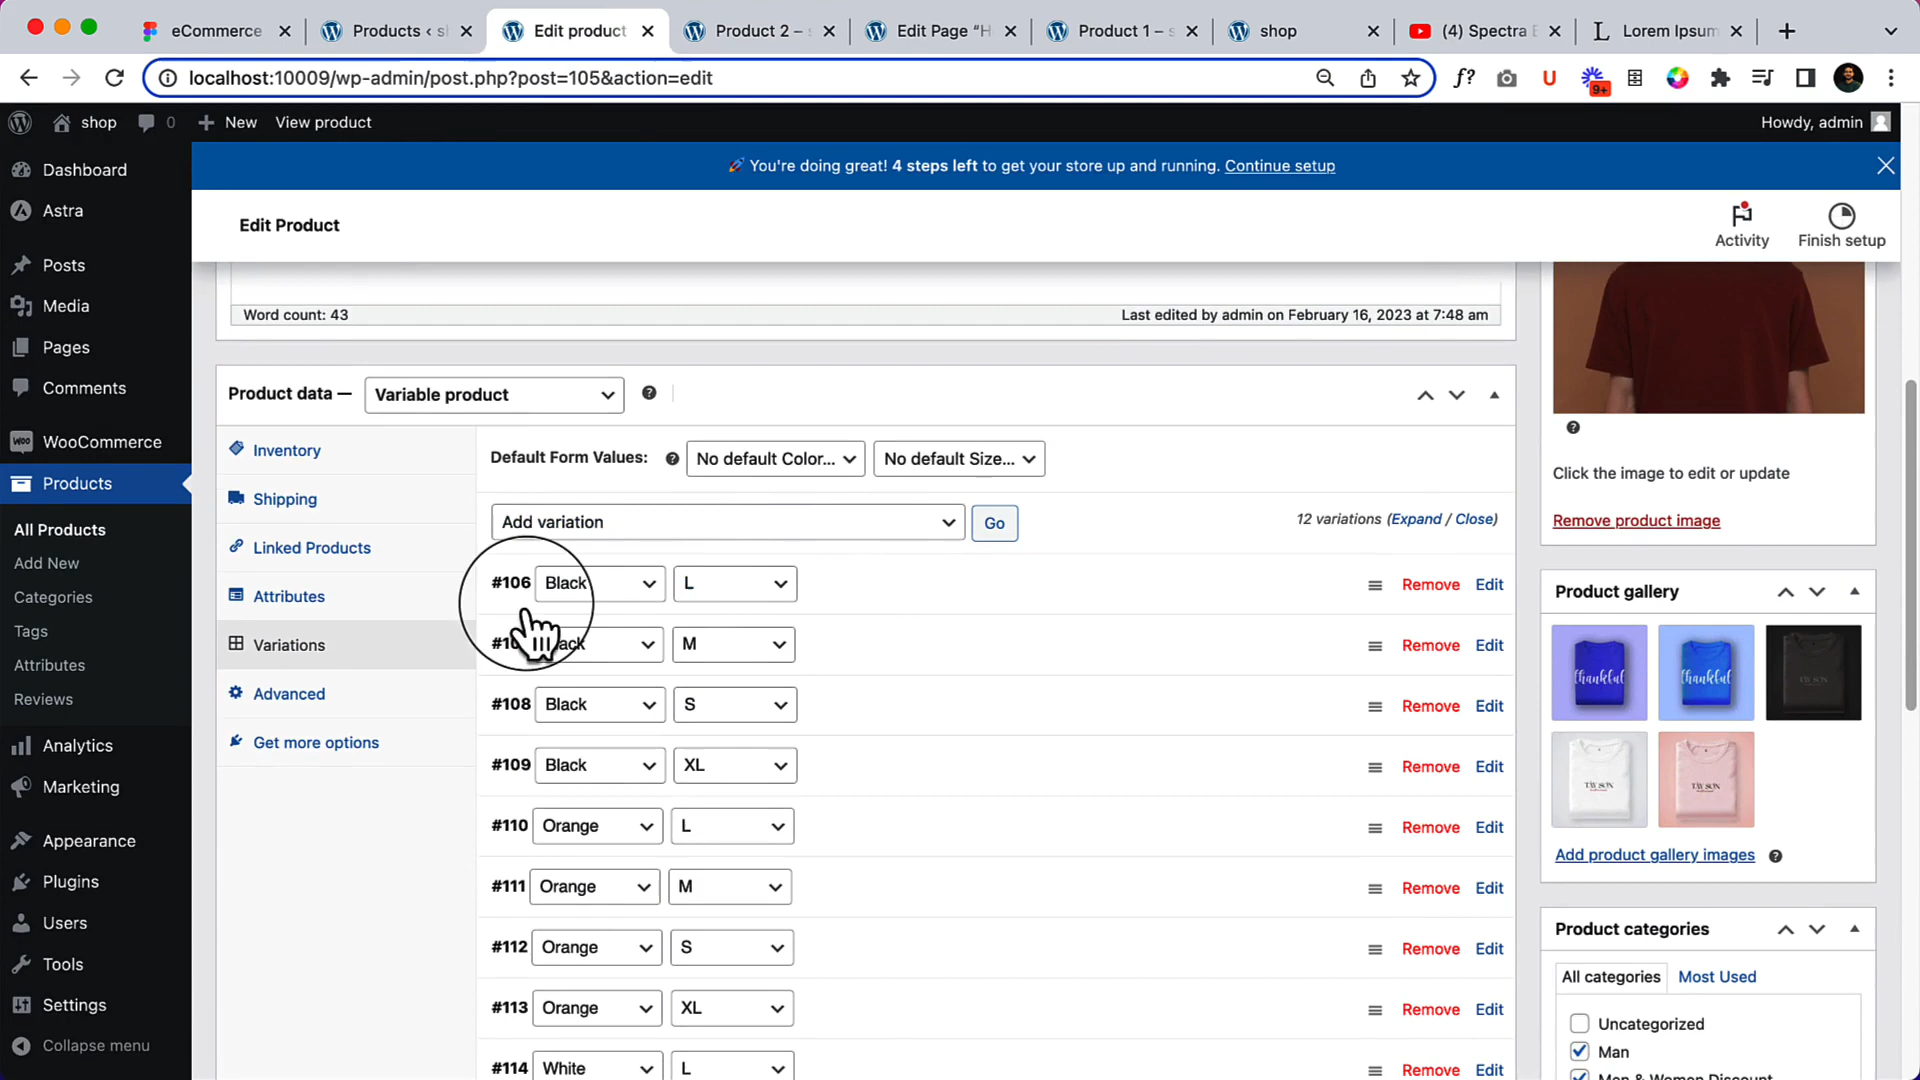 eCommerce
Products ‹ s
Edit product
Product 2 – s
Edit Page “H
Product 1 – s
shop
(4) Spectra
Lorem Ipsum
localhost:10009/wp-admin/post.php?post=105&action=edit
f?
U
9+
shop
0
New
View product
Howdy, admin
Dashboard
Astra
Posts
Media
Pages
Comments
WooCommerce
Products
All Products
Add New
Categories
Tags
Attributes
Reviews
Analytics
Marketing
Appearance
Plugins
Users
Tools
Settings
Collapse menu
🚀 You're doing great! 4 steps left to get your store up and running. Continue setup
Edit Product
Activity
Finish setup
Word count: 43
Last edited by admin on February 16, 2023 at 7:48 am
Product data —
Variable product
Inventory
Shipping
Linked Products
Attributes
Variations
Advanced
Get more options
Default Form Values:
No default Color...
No default Size...
Add variation
Go
12 variations (Expand / Close)
#106 Black L Remove Edit
M Remove Edit
#108 Black S Remove Edit
#109 Black XL Remove Edit
#110 Orange L Remove Edit
#111 Orange M Remove Edit
#112 Orange S Remove Edit
#113 Orange XL Remove Edit
#114 White L Remove Edit
Click the image to edit or update
Remove product image
Product gallery
thankful
thankful
TAY SON
TAY SON
Add product gallery images
Product categories
All categories
Most Used
Uncategorized
Man
Men & Women Discount